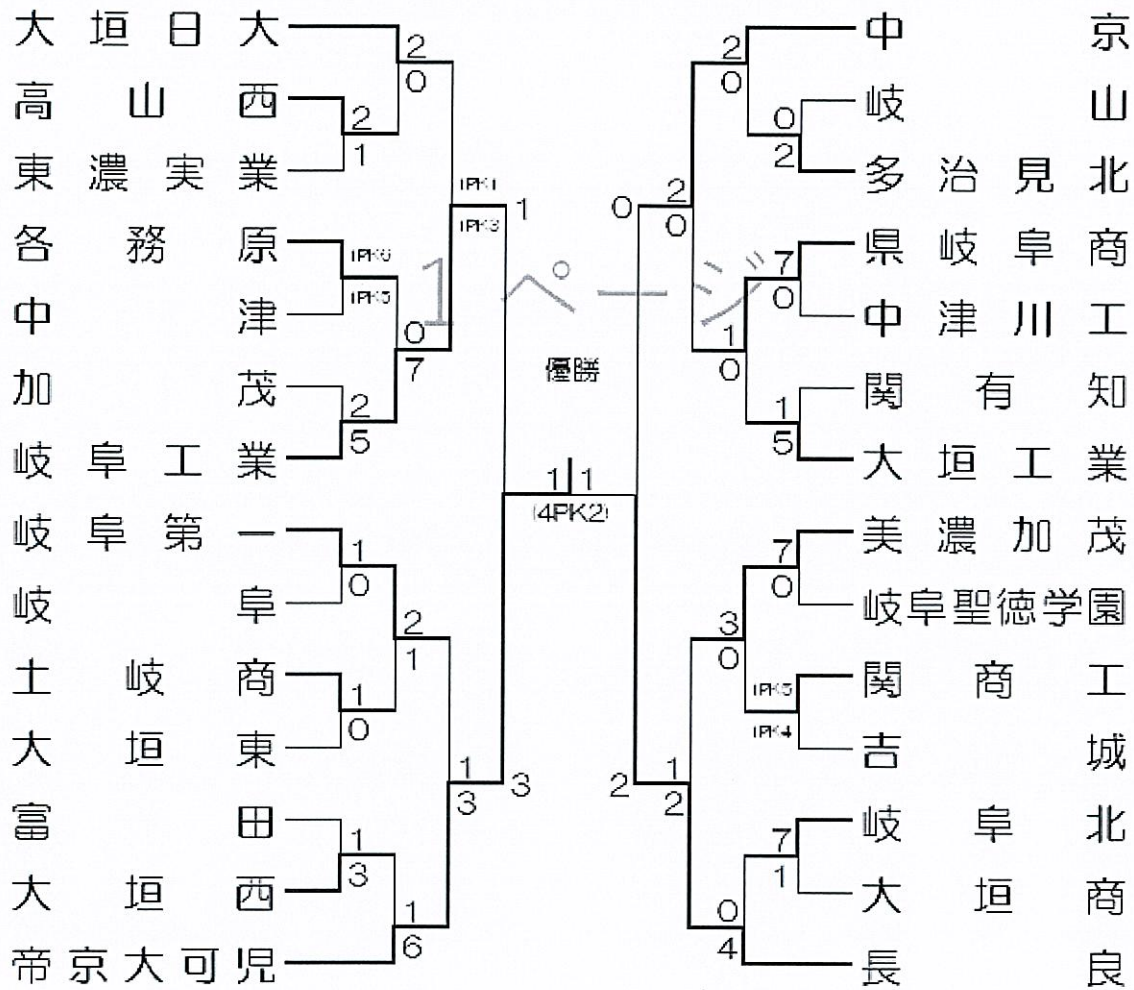 大垣日大
高山西
東濃実業
各務原
中津
加茂
岐阜工業
岐阜第一
岐阜
土岐商
大垣東
富田
大垣西
帝京大可児
2
0
2
1
1PK1
1PK3
1PK6
1PK5
0
7
2
5
1
0
2
1
1
0
1
3
1
3
1
6
1
3
1ページ
優勝
1 1
(4PK2)
0
2
2
0
0
2
2
0
7
0
1
0
1
5
7
0
3
0
1PK5
1PK4
1
2
7
1
0
4
中京
岐山
多治見北
県岐阜商
中津川工
関有知
大垣工業
美濃加茂
岐阜聖徳学園
関商工
吉城
岐阜北
大垣商
長良